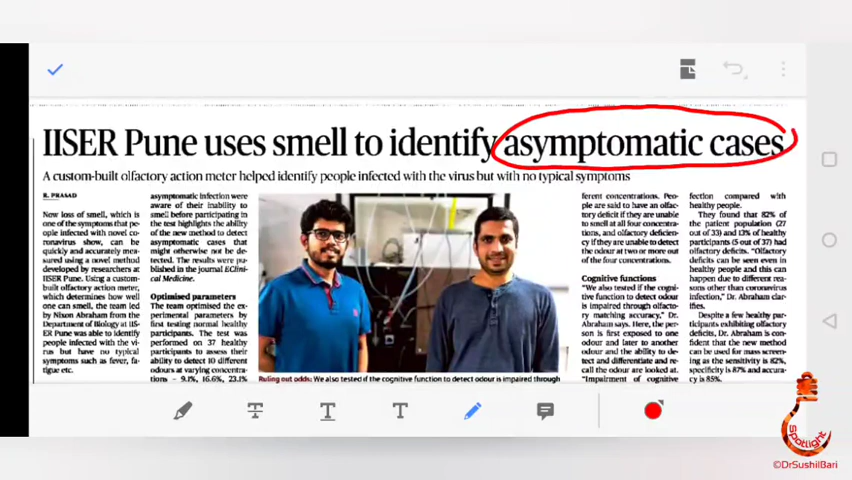 IISER Pune uses smell to identify asymptomatic cases
A custom-built olfactory action meter helped identify people infected with the virus but with no typical symptoms
R. PRASAD
Now loss of smell, which is
one of the symptoms that peo-
ple infected with novel co-
ronavirus show, can be
quickly and accurately mea-
sured using a novel method
developed by researchers at
IISER Pune. Using a custom-
built olfactory action meter,
which determines how well
one can smell, the team led
by Nixon Abraham from the
Department of Biology at IIS-
ER Pune was able to identify
people infected with the vi-
rus but have no typical
symptoms such as fever, fa-
tigue etc.
asymptomatic infection were
aware of their inability to
smell before participating in
the test highlights the ability
of the new method to detect
asymptomatic cases that
might otherwise not be de-
tected. The results were pu-
blished in the journal EClini-
cal Medicine.
Optimised parameters
The team optimised the ex-
perimental parameters by
first testing normal healthy
participants. The test was
performed on 37 healthy
participants to assess their
ability to detect 10 different
odours at varying concentra-
tions – 9.1%, 16.6%, 23.1%
Ruling out odds: We also tested if the cognitive function to detect odour is impaired through
ferent concentrations. Peo-
ple are said to have an olfac-
tory deficit if they are unable
to smell at all four concentra-
tions, and olfactory deficien-
cy if they are unable to detect
the odour at two or more out
of the four concentrations.
Cognitive functions
"We also tested if the cogni-
tive function to detect odour
is impaired through olfacto-
ry matching accuracy," Dr.
Abraham says. Here, the per-
son is first exposed to one
odour and later to another
odour and the ability to de-
tect and differentiate and re-
call the odour are looked at.
"Impairment of cognitive
fection compared with
healthy people.
They found that 82% of
the patient population (27
out of 33) and 13% of healthy
participants (5 out of 37) had
olfactory deficits. "Olfactory
deficits can be seen even in
healthy people and this can
happen due to different rea-
sons other than coronavirus
infection," Dr. Abraham clar-
ifies.
Despite a few healthy par-
ticipants exhibiting olfactory
deficits, Dr. Abraham is con-
fident that the new method
can be used for mass screen-
ing as the sensitivity is 82%,
specificity is 87% and accura-
cy is 85%.
Spotlight
©DrSushilBari